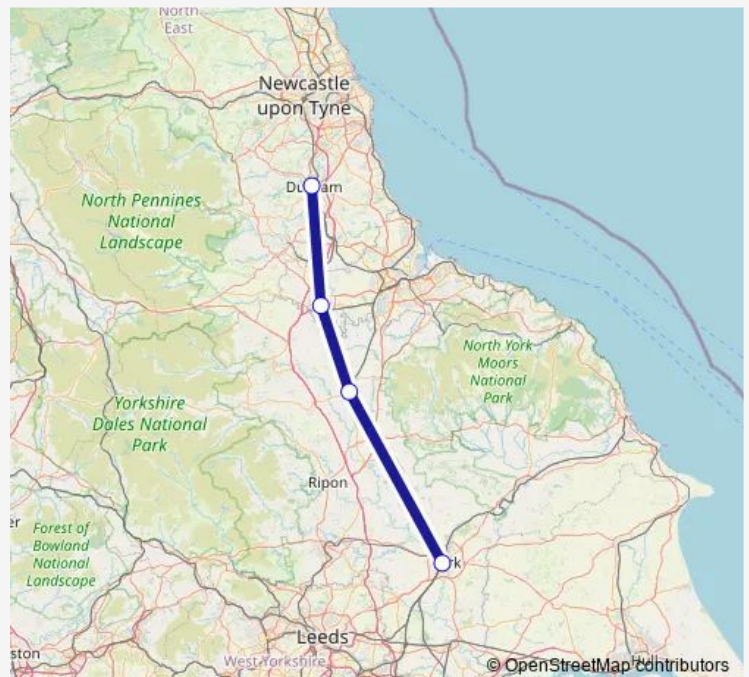 North
East
Newcastle
upon Tyne
North Pennines
National
Landscape
North York
Moors
National
Park
Yorkshire
Dales National
Park
Ripon
Forest of
Bowland
National
Landscape
Leeds
West Yorkshire
© OpenStreetMap contributors